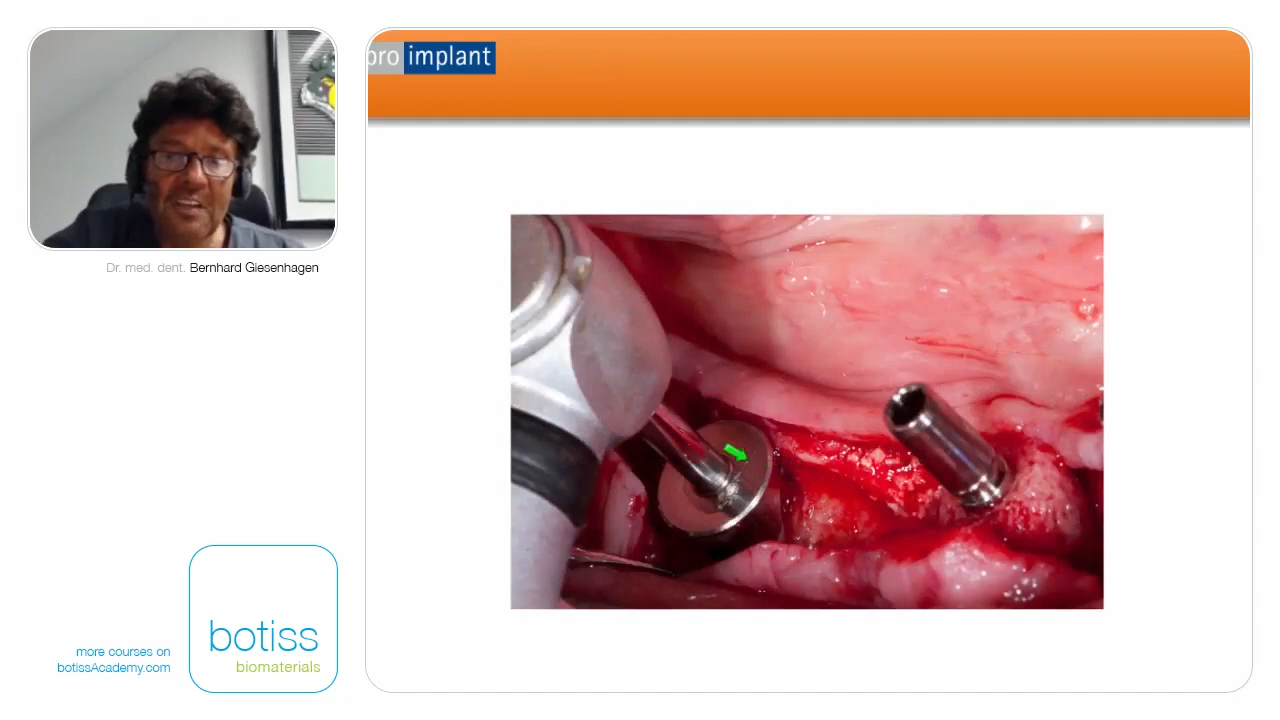 pro implant
Dr. med. dent. Bernhard Giesenhagen
botiss
biomaterials
more courses on
botissAcademy.com